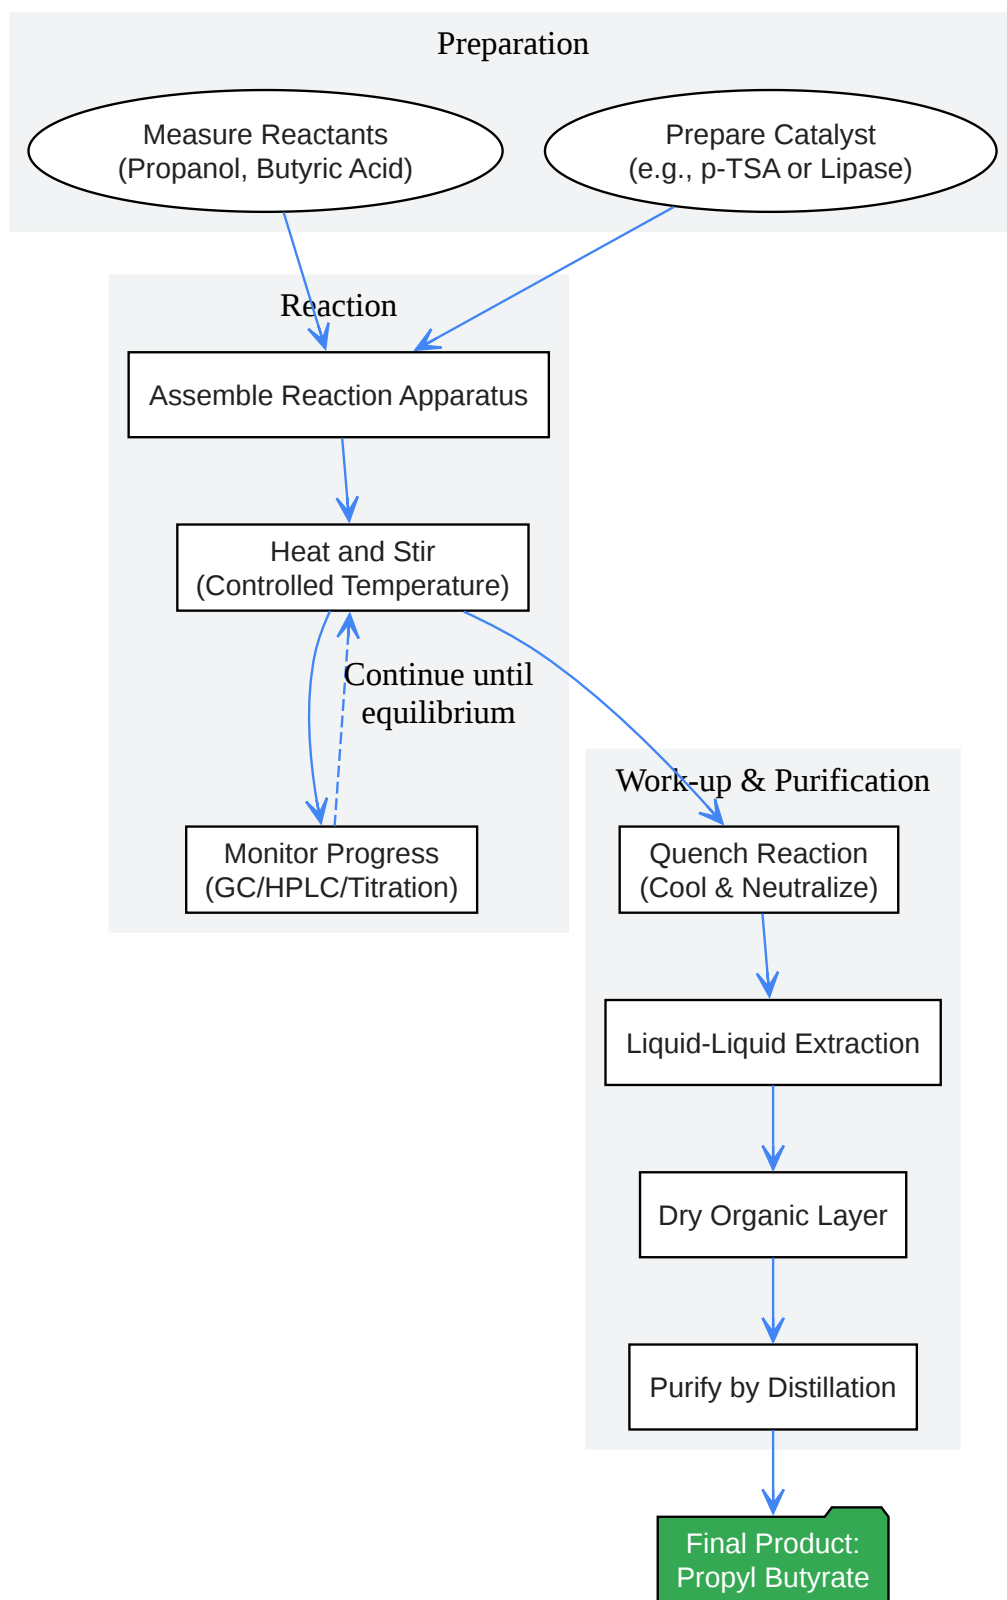 Preparation
Measure Reactants
(Propanol, Butyric Acid)
Prepare Catalyst
(e.g., p-TSA or Lipase)
Reaction
Assemble Reaction Apparatus
Heat and Stir
(Controlled Temperature)
Continue until
equilibrium
Monitor Progress
(GC/HPLC/Titration)
Work-up & Purification
Quench Reaction
(Cool & Neutralize)
Liquid-Liquid Extraction
Dry Organic Layer
Purify by Distillation
Final Product:
Propyl Butyrate